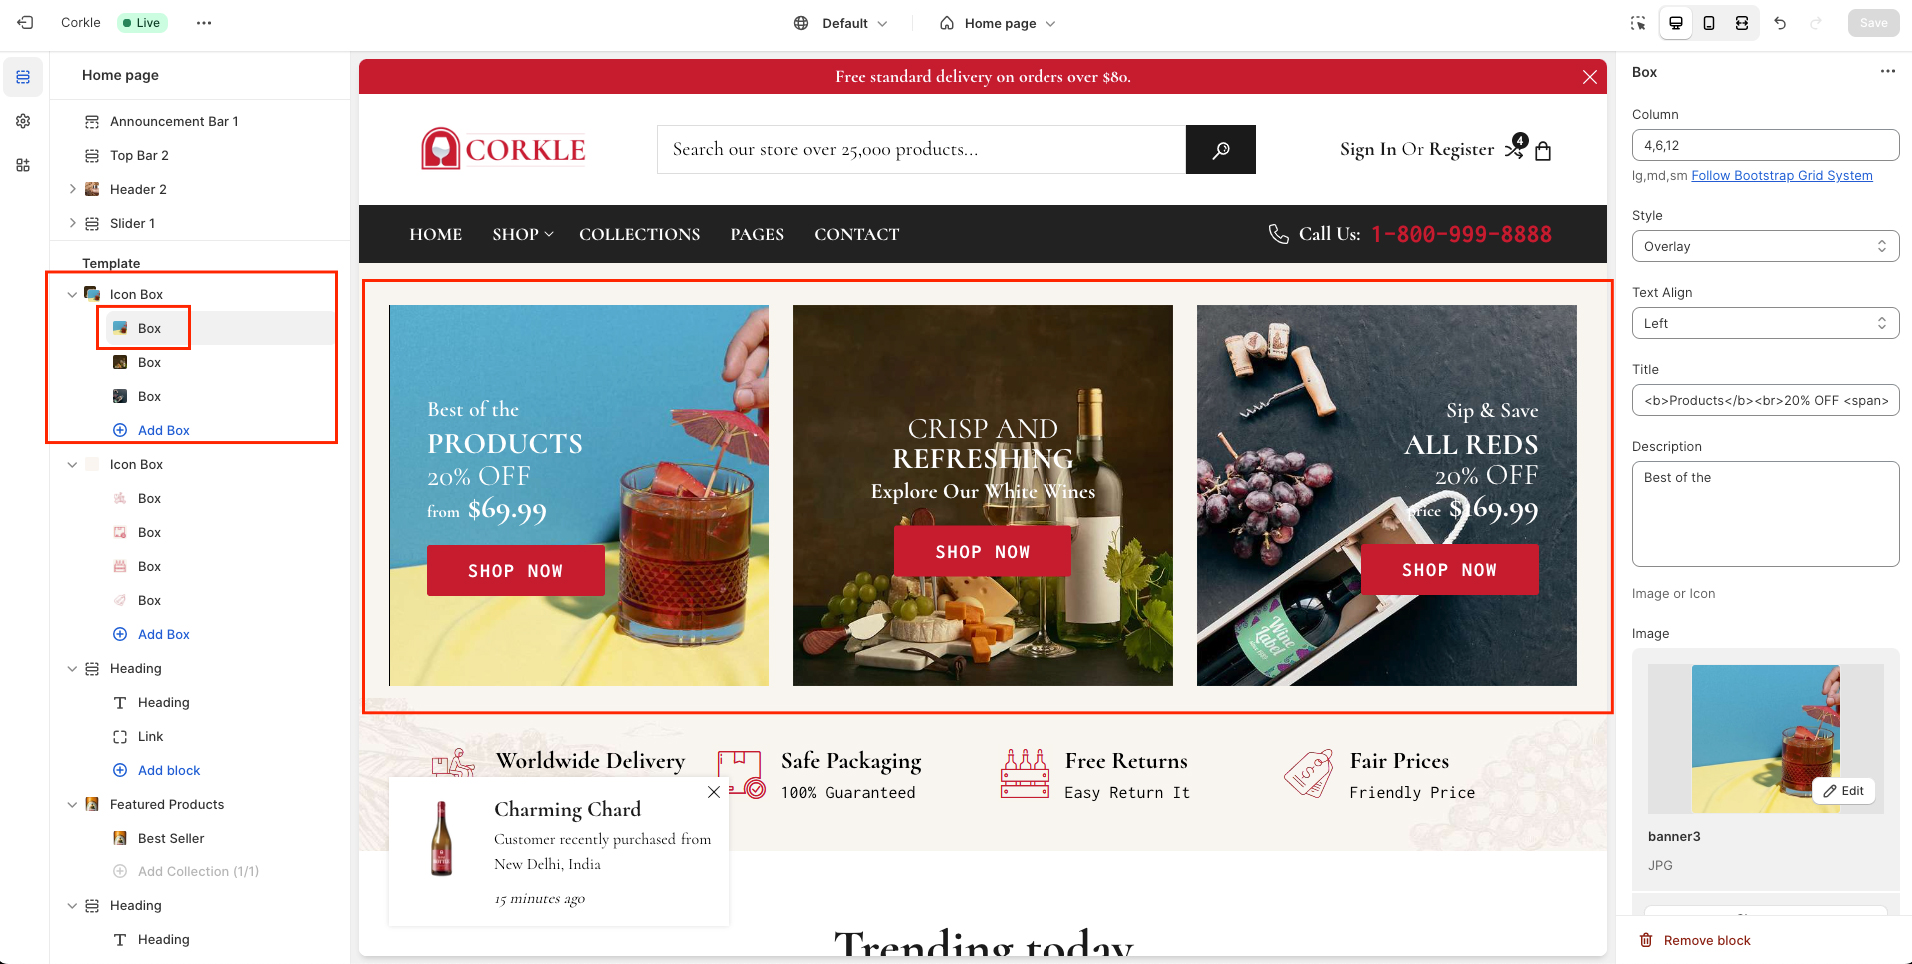 Corkle
Live
Default
Home page
Save
Home page
Announcement Bar 1
Top Bar 2
Header 2
Slider 1
Template
Icon Box
Box
Box
Box
Add Box
Icon Box
Box
Box
Box
Box
Add Box
Heading
Heading
Link
Add block
Featured Products
Best Seller
Add Collection (1/1)
Heading
Heading
Free standard delivery on orders over $80.
CORKLE
Search our store over 25,000 products...
Sign In Or Register
4
HOME SHOP COLLECTIONS PAGES CONTACT
Call Us: 1-800-999-8888
Best of the
PRODUCTS
20% OFF
from $69.99
SHOP NOW
CRISP AND
REFRESHING
Explore Our White Wines
SHOP NOW
Sip & Save
ALL REDS
20% OFF
price $169.99
SHOP NOW
Wine
Label
Worldwide Delivery
Safe Packaging
100% Guaranteed
Free Returns
Easy Return It
Fair Prices
Friendly Price
Charming Chard
Customer recently purchased from
New Delhi, India
15 minutes ago
Trending today
Box
Column
4,6,12
lg,md,sm Follow Bootstrap Grid System
Style
Overlay
Text Align
Left
Title
<b>Products</b><br>20% OFF <span>
Description
Best of the
Image or Icon
Image
Edit
banner3
JPG
Remove block